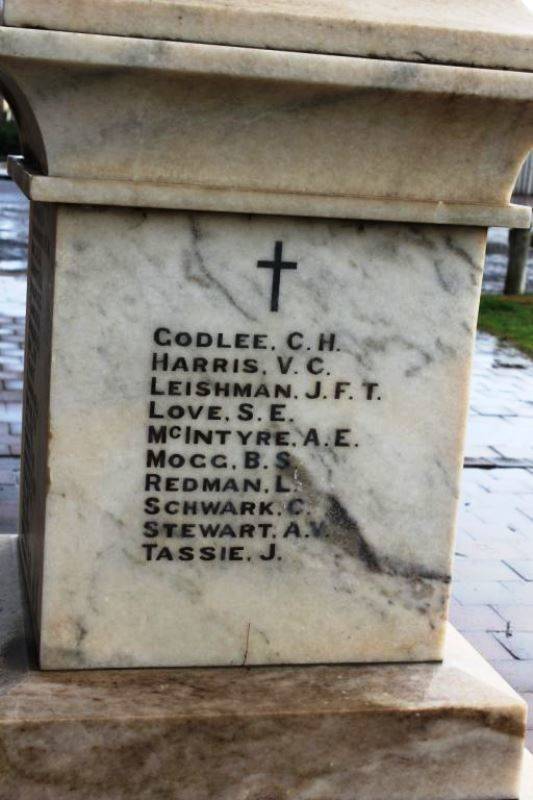 GODLEE. C. H.
HARRIS. V. C.
LEISHMAN. J. F. T.
LOVE. S. E.
MCINTYRE. A. E.
MOGG. B. S.
REDMAN. L.
SCHWARK. C.
STEWART. A. V.
TASSIE. J.